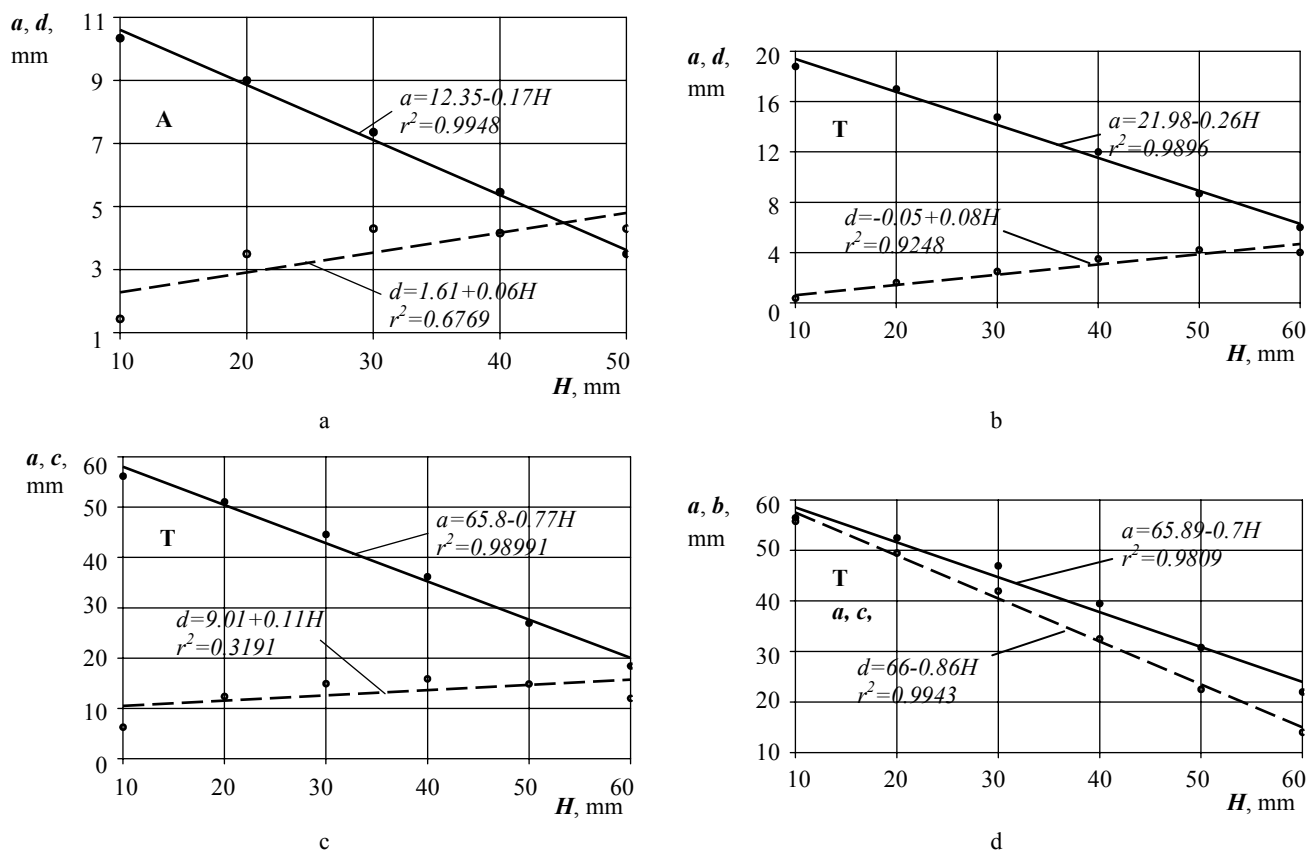 a, d,
mm
11
9
7
5
3
1
A
a=12.35-0.17H
r²=0.9948
d=1.61+0.06H
r²=0.6769
10 20 30 40 50
H, mm
a
a, d,
mm
20
16
12
8
4
0
T
a=21.98-0.26H
r²=0.9896
d=-0.05+0.08H
r²=0.9248
10 20 30 40 50 60
H, mm
b
a, c,
mm
60
50
40
30
20
10
0
T
a=65.8-0.77H
r²=0.98991
d=9.01+0.11H
r²=0.3191
10 20 30 40 50 60
H, mm
c
a, b,
mm
60
50
40
30
20
10
T
a, c,
a=65.89-0.7H
r²=0.9809
d=66-0.86H
r²=0.9943
10 20 30 40 50 60
H, mm
d